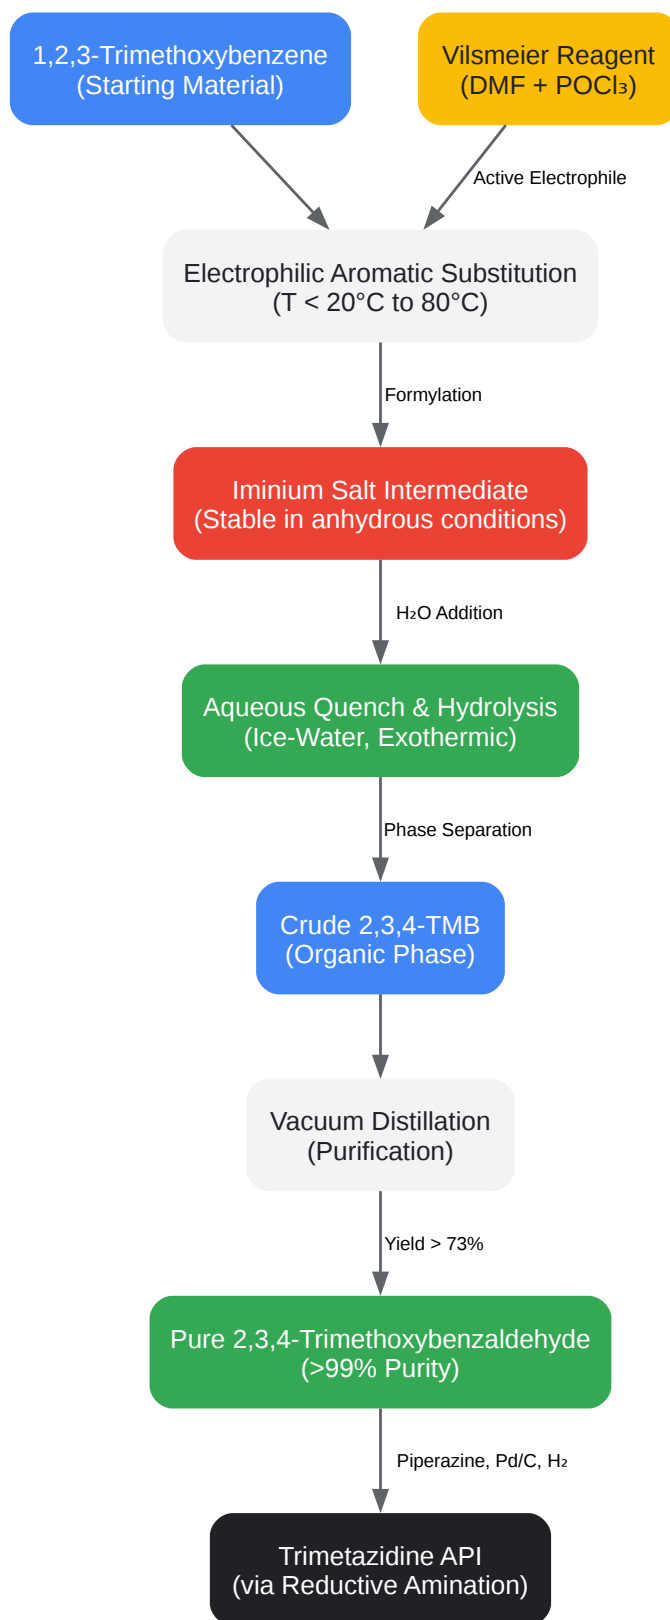 1,2,3-Trimethoxybenzene
(Starting Material)
Vilsmeier Reagent
(DMF + POCl₃)
Active Electrophile
Electrophilic Aromatic Substitution
(T < 20°C to 80°C)
Formylation
Iminium Salt Intermediate
(Stable in anhydrous conditions)
H₂O Addition
Aqueous Quench & Hydrolysis
(Ice-Water, Exothermic)
Phase Separation
Crude 2,3,4-TMB
(Organic Phase)
Vacuum Distillation
(Purification)
Yield > 73%
Pure 2,3,4-Trimethoxybenzaldehyde
(>99% Purity)
Piperazine, Pd/C, H₂
Trimetazidine API
(via Reductive Amination)